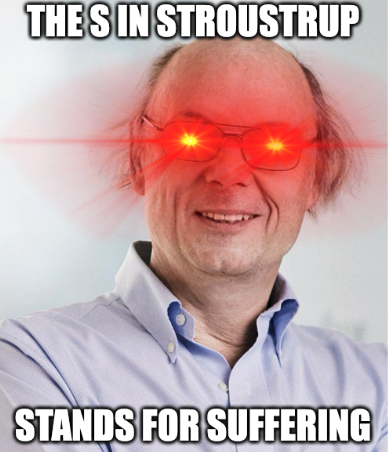 THE S IN STROUSTRUP
STANDS FOR SUFFERING